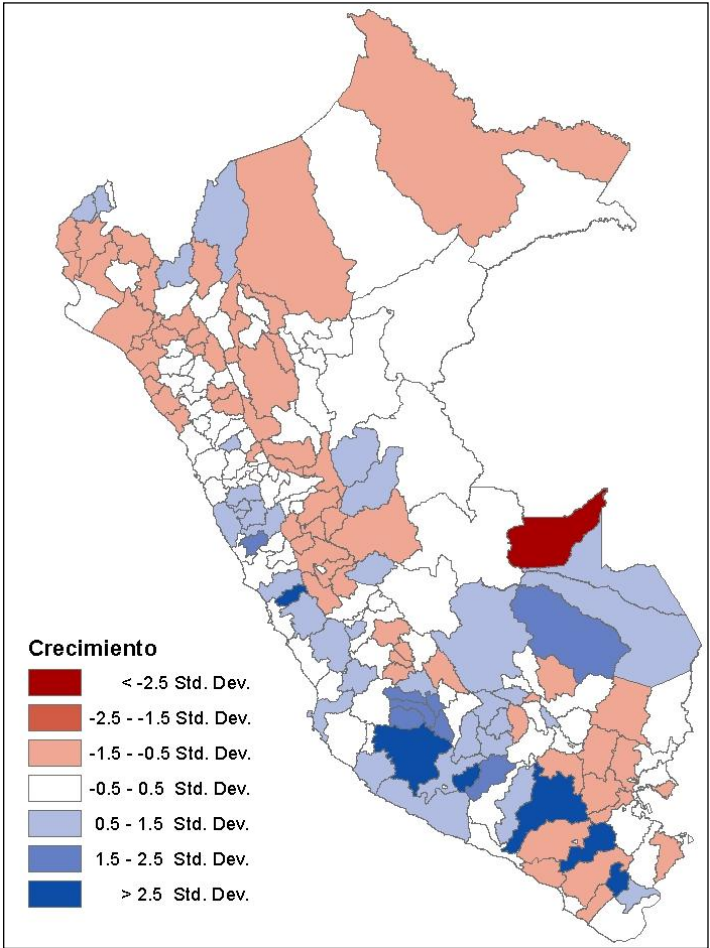 Crecimiento
< -2.5 Std. Dev.
-2.5 - -1.5 Std. Dev.
-1.5 - -0.5 Std. Dev.
-0.5 - 0.5 Std. Dev.
0.5 - 1.5 Std. Dev.
1.5 - 2.5 Std. Dev.
> 2.5 Std. Dev.